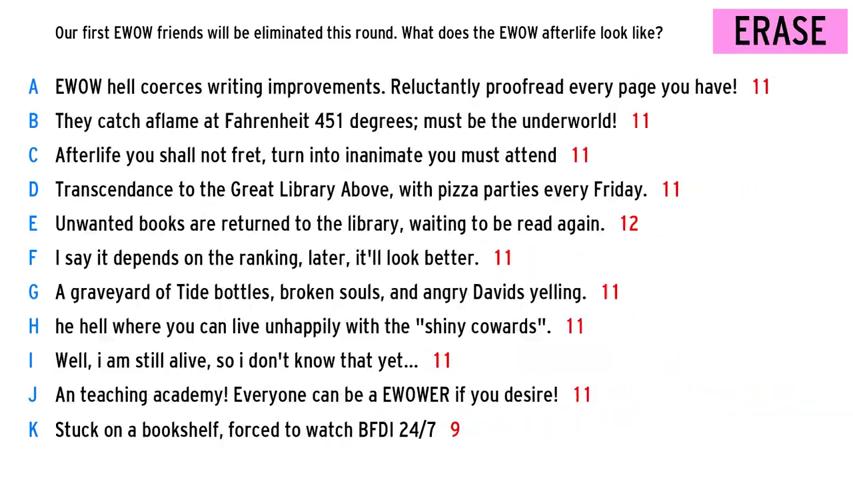 Our first EWOW friends will be eliminated this round. What does the EWOW afterlife look like?
ERASE
A EWOW hell coerces writing improvements. Reluctantly proofread every page you have! 11
B They catch aflame at Fahrenheit 451 degrees; must be the underworld! 11
C Afterlife you shall not fret, turn into inanimate you must attend 11
D Transcendance to the Great Library Above, with pizza parties every Friday. 11
E Unwanted books are returned to the library, waiting to be read again. 12
F I say it depends on the ranking, later, it'll look better. 11
G A graveyard of Tide bottles, broken souls, and angry Davids yelling. 11
H he hell where you can live unhappily with the "shiny cowards". 11
I Well, i am still alive, so i don't know that yet... 11
J An teaching academy! Everyone can be a EWOWER if you desire! 11
K Stuck on a bookshelf, forced to watch BFDI 24/7 9